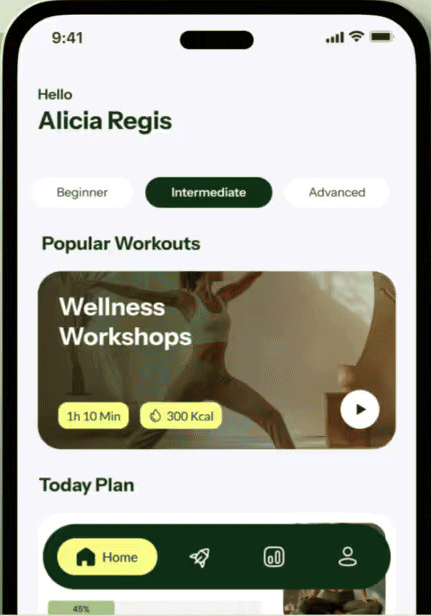 9:41
Hello
Alicia Regis
Beginner
Intermediate
Advanced
Popular Workouts
Wellness
Workshops
1h 10 Min
300 Kcal
Today Plan
Home
45%